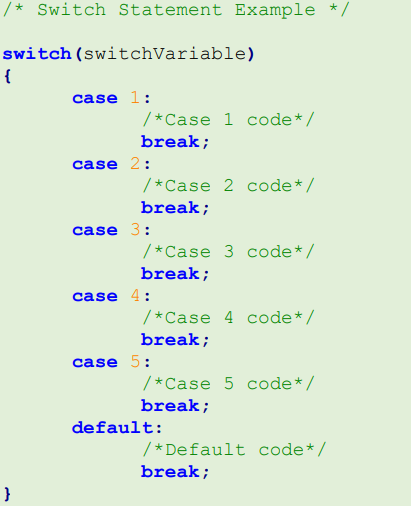 /* Switch Statement Example */
switch(switchVariable)
{
case 1:
/*Case 1 code*/
break;
case 2:
/*Case 2 code*/
break;
case 3:
/*Case 3 code*/
break;
case 4:
/*Case 4 code*/
break;
case 5:
/*Case 5 code*/
break;
default:
/*Default code*/
break;
}